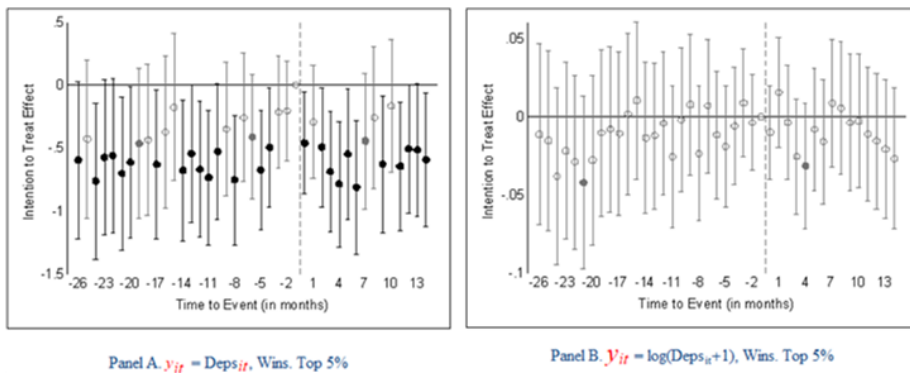 .5
0
-.5
-1
-1.5
Intention to Treat Effect
-26 -23 -20 -17 -14 -11 -8 -5 -2 1 4 7 10 13
Time to Event (in months)
Panel A. yit = Depsit, Wins. Top 5%
.05
0
-.05
-.1
Intention to Treat Effect
-26 -23 -20 -17 -14 -11 -8 -5 -2 1 4 7 10 13
Time to Event (in months)
Panel B. yit = log(Depsit+1), Wins. Top 5%